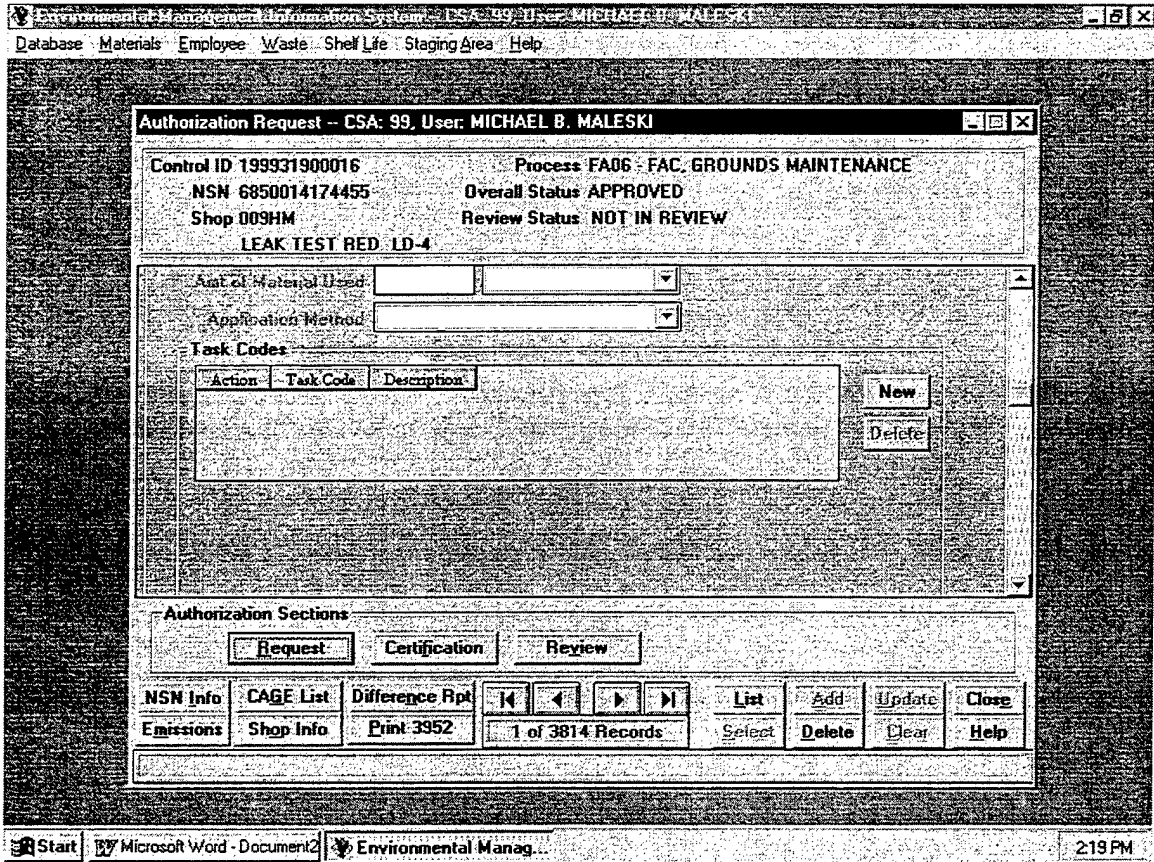 Environmental Management Information System -- CSA: 99, User: MICHAEL B. MALESKI
Database Materials Employee Waste Shelf Life Staging Area Help
Authorization Request -- CSA: 99, User: MICHAEL B. MALESKI
Control ID 199931900016 Process FA06 - FAC, GROUNDS MAINTENANCE
NSN 6850014174455 Overall Status APPROVED
Shop 009HM Review Status NOT IN REVIEW
LEAK TEST RED LD-4
Amt of Material Used
Application Method
Task Codes
Action Task Code Description
New
Delete
Authorization Sections
Request Certification Review
NSN Info CAGE List Difference Rpt List Add Update Close
Emissions Shop Info Print 3952 1 of 3814 Records Select Delete Clear Help
Start Microsoft Word - Document2 Environmental Manag... 2:19 PM